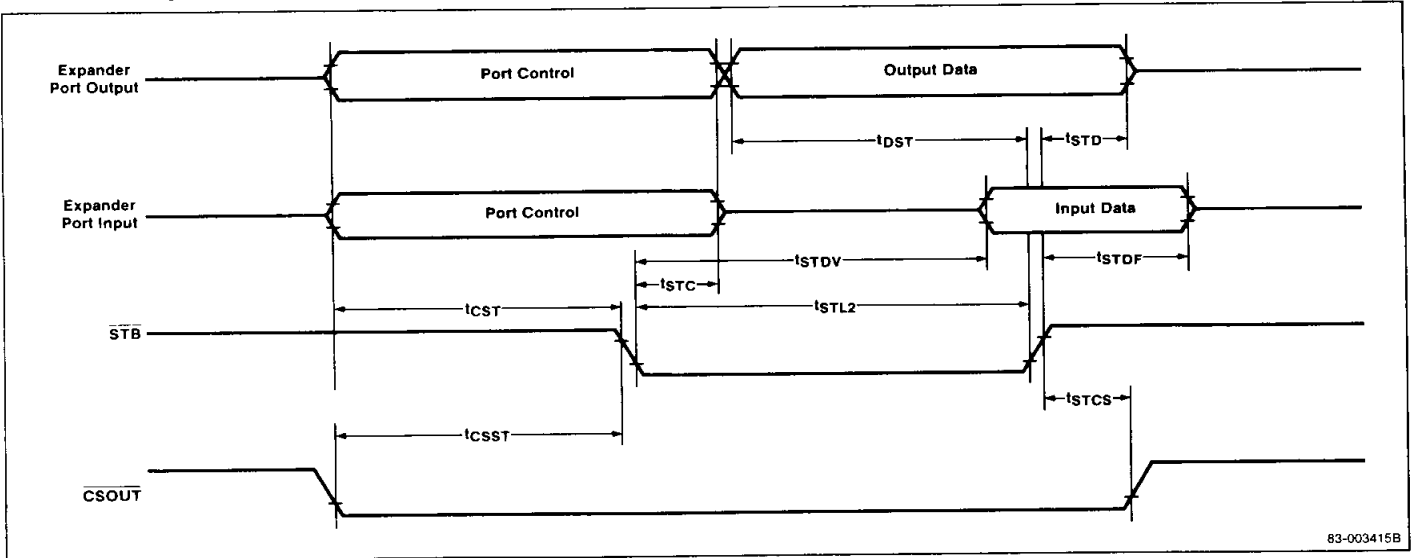 Expander
Port Output
Port Control
Output Data
tDST
tSTD
Expander
Port Input
Port Control
Input Data
tSTDV
tSTDF
tSTC
tCST
tSTL2
STB
tSTCS
tCSST
CSOUT
83-003415B